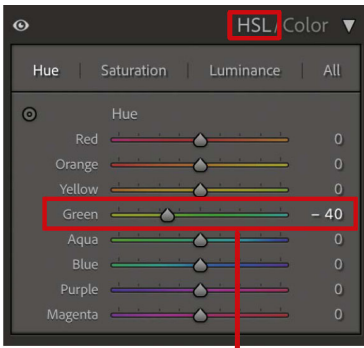 HSL / Color ▼
Hue | Saturation | Luminance | All
Hue
Red 0
Orange 0
Yellow 0
Green – 40
Aqua 0
Blue 0
Purple 0
Magenta 0